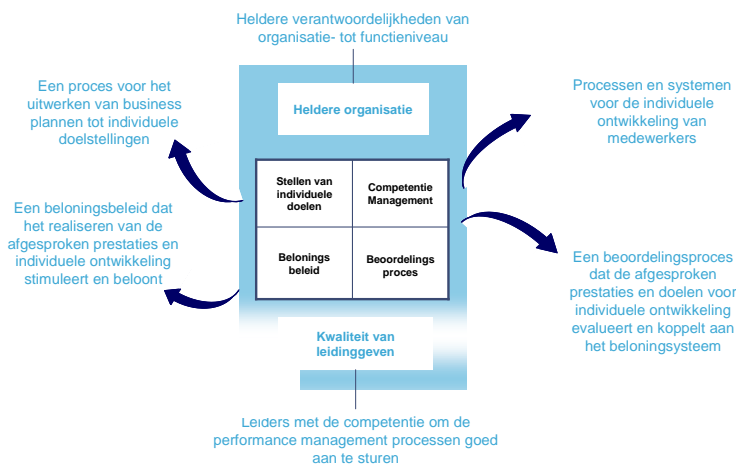 Heldere verantwoordelijkheden van
organisatie- tot functieniveau
Een proces voor het
uitwerken van business
plannen tot individuele
doelstellingen
Heldere organisatie
Processen en systemen
voor de individuele
ontwikkeling van
medewerkers
Stellen van
individuele
doelen
Competentie
Management
Een beloningsbeleid dat
het realiseren van de
afgesproken prestaties en
individuele ontwikkeling
stimuleert en beloont
Belonings
beleid
Beoordelings
proces
Een beoordelingsproces
dat de afgesproken
prestaties en doelen voor
individuele ontwikkeling
evalueert en koppelt aan
het beloningsysteem
Kwaliteit van
leidinggeven
Leiders met de competentie om de
performance management processen goed
aan te sturen